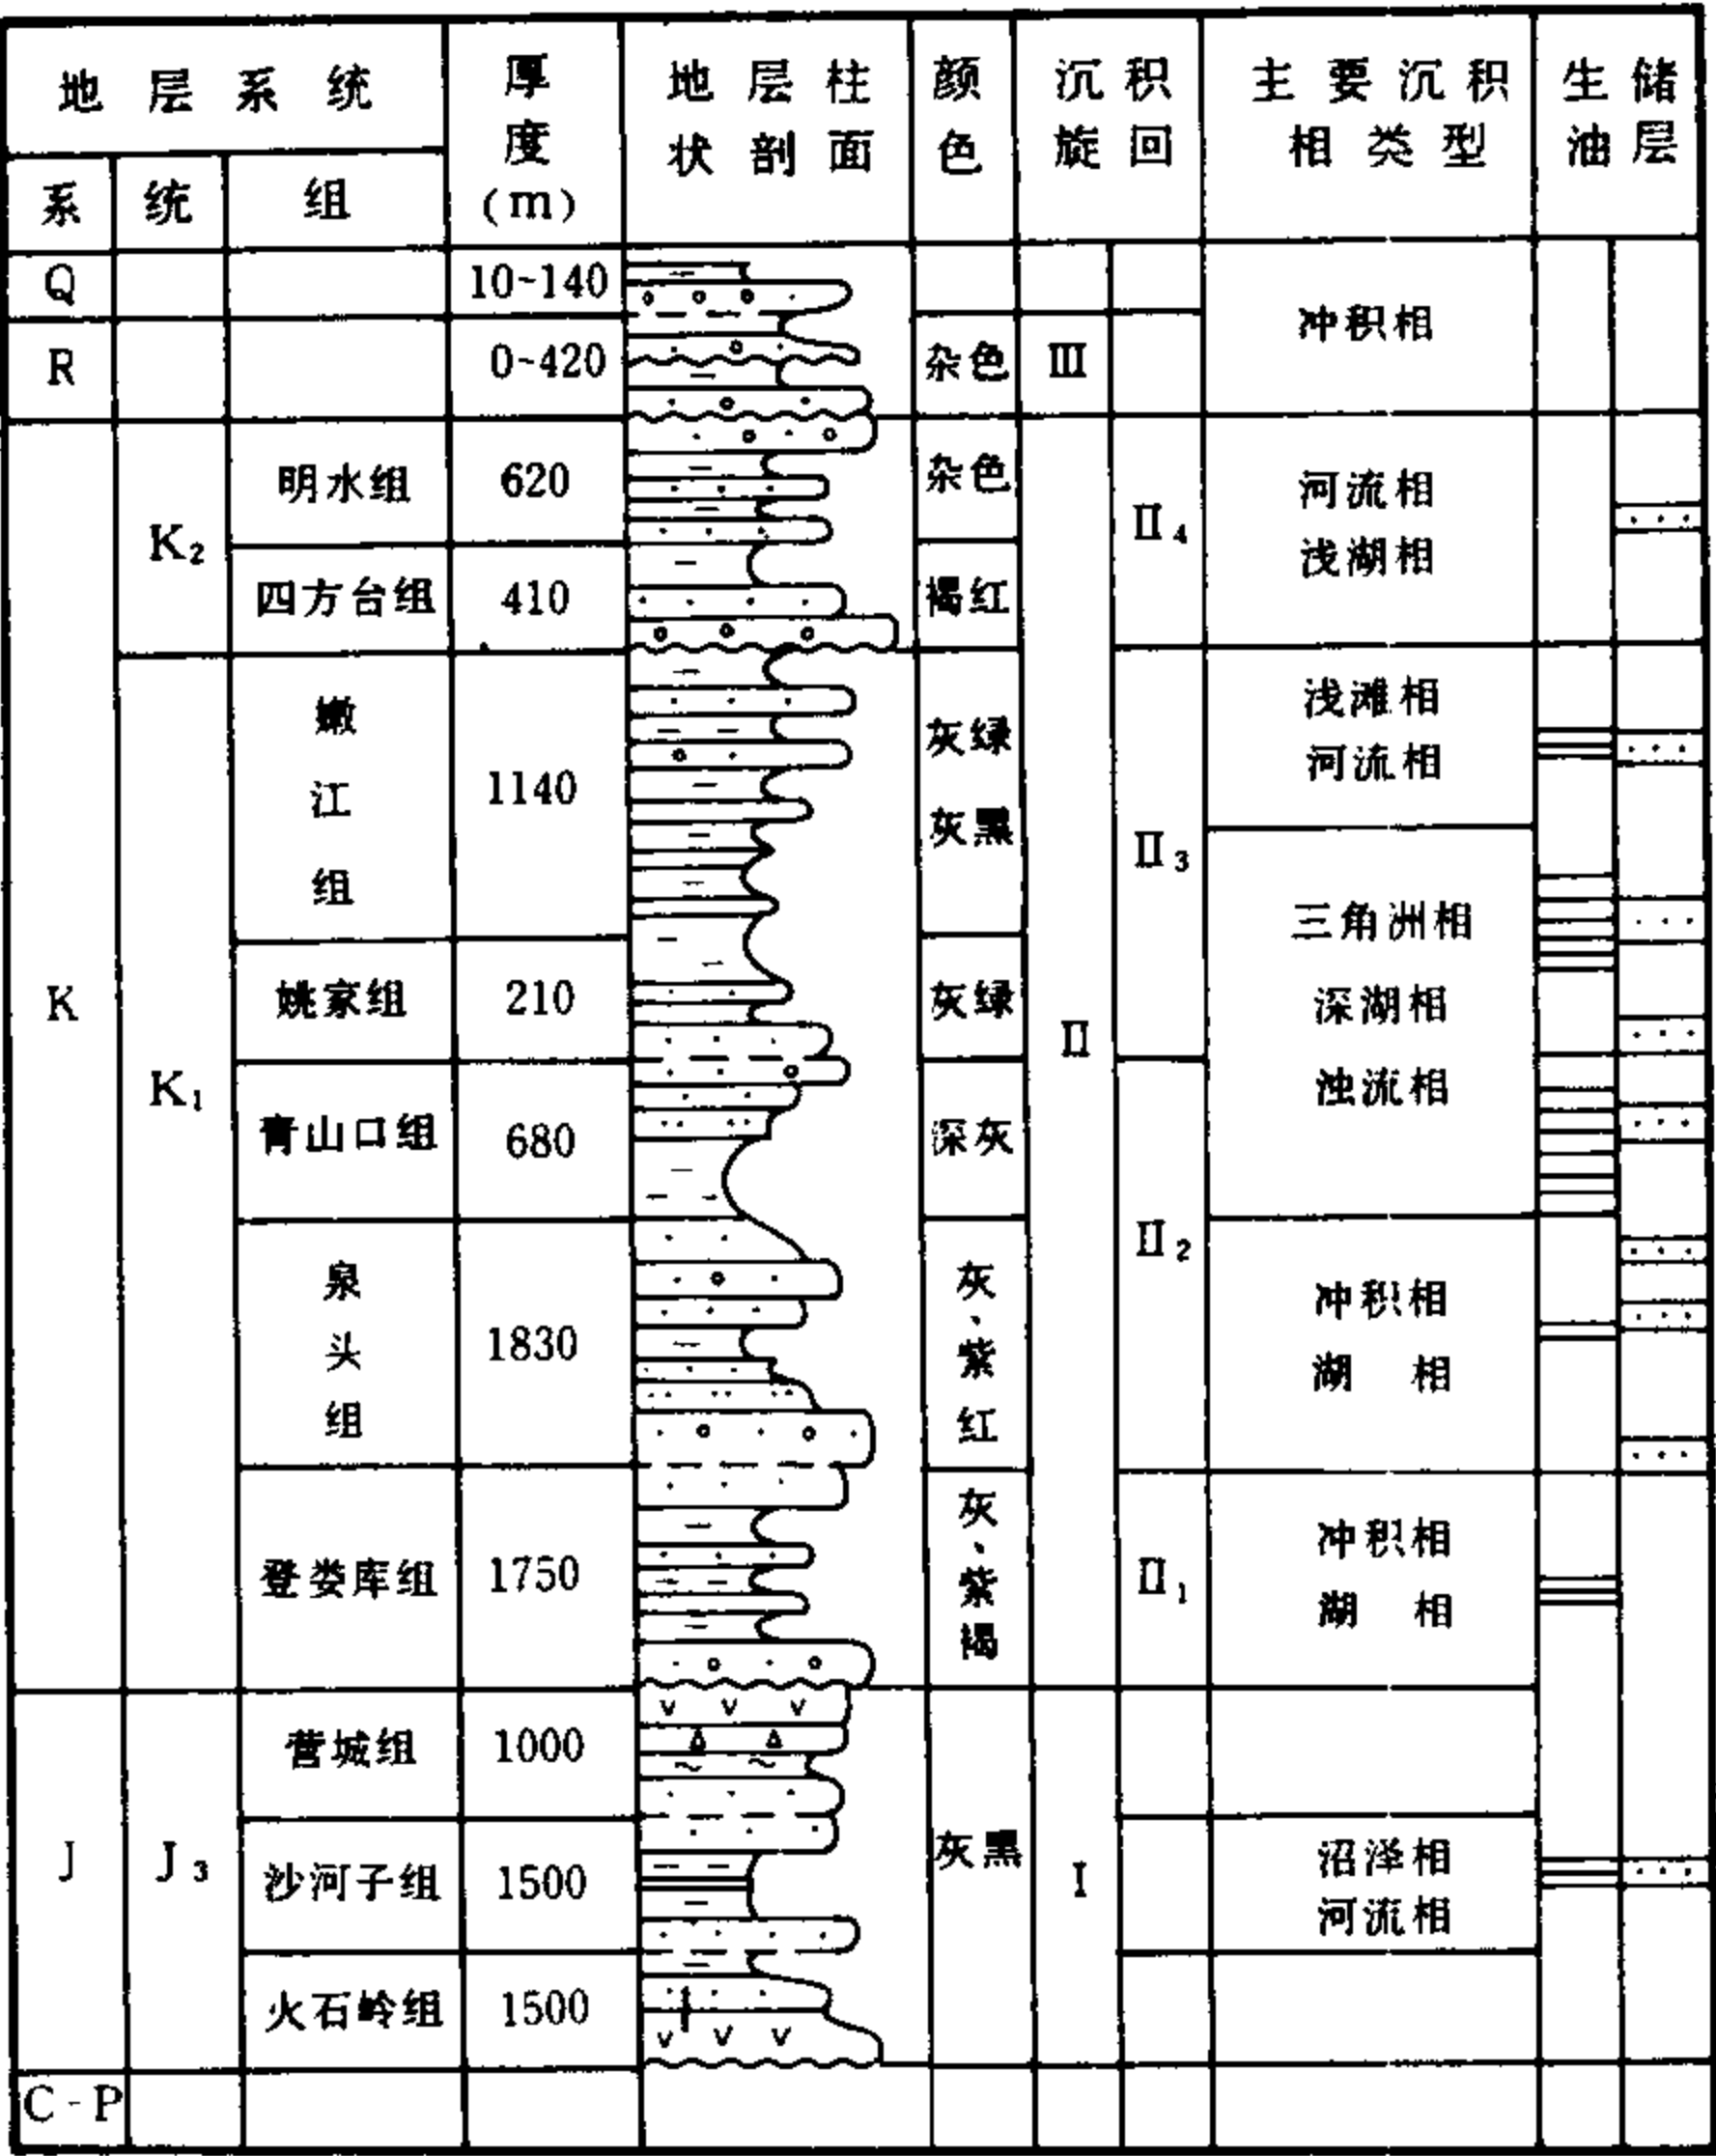 地层系统
厚度(m)
地层柱状剖面
颜色
沉积旋回
主要沉积相类型
生储油层
系 统 组
Q 10-140 冲积相
R 0-420 杂色 III
K K₂ 明水组 620 杂色 II II₄ 河流相 浅湖相
四方台组 410 褐红
K₁ 嫩江组 1140 灰绿 灰黑 II₃ 浅滩相 河流相
三角洲相 深湖相 浊流相
姚家组 210 灰绿
青山口组 680 深灰 II₂
泉头组 1830 灰、紫红 冲积相 湖相
登娄库组 1750 灰、紫褐 II₁ 冲积相 湖相
J J₃ 营城组 1000 灰黑 I
沙河子组 1500 沼泽相 河流相
火石岭组 1500
C-P